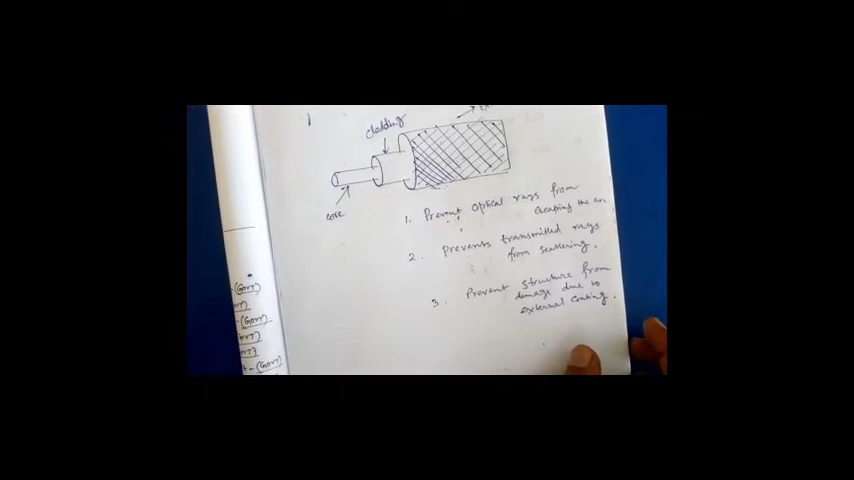 cladding
core
1. Prevent optical rays from
escaping the
2. Prevents transmitted rays
from scattering.
3. Prevent structure from
damage due to
external coating.
(Govt)
(Govt)
- (Govt)